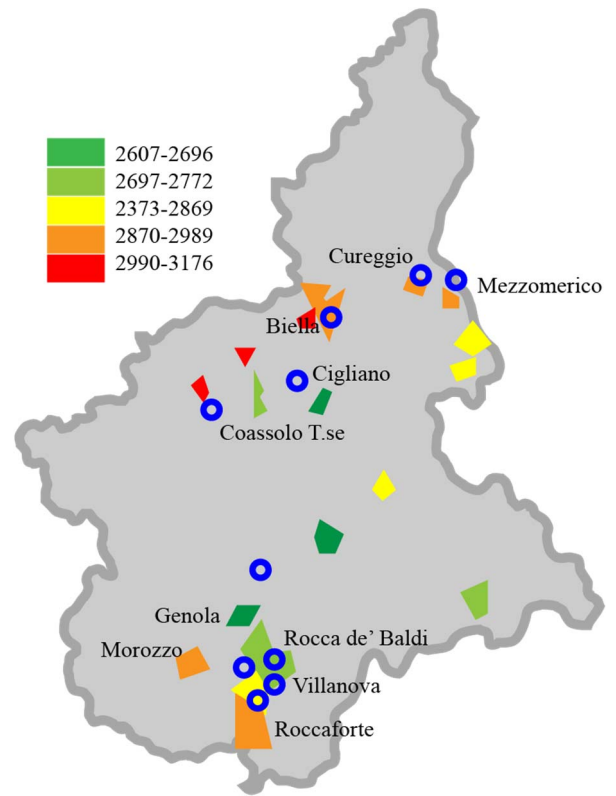 2607-2696
2697-2772
2373-2869
2870-2989
2990-3176
Cureggio
Mezzomerico
Biella
Cigliano
Coassolo T.se
Genola
Rocca de’ Baldi
Morozzo
Villanova
Roccaforte